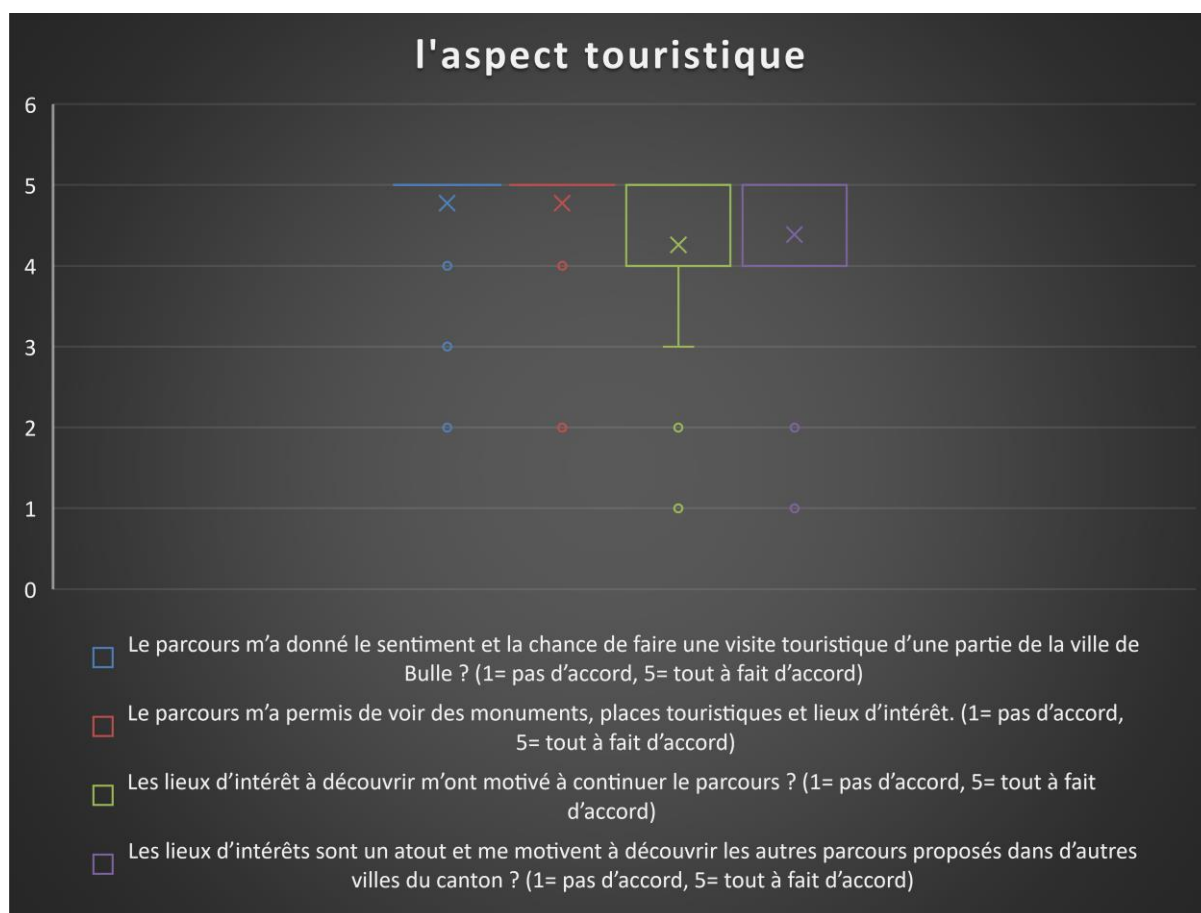 l'aspect touristique
6
5
4
3
2
1
0
Le parcours m’a donné le sentiment et la chance de faire une visite touristique d’une partie de la ville de
Bulle ? (1= pas d’accord, 5= tout à fait d’accord)
Le parcours m’a permis de voir des monuments, places touristiques et lieux d’intérêt. (1= pas d’accord,
5= tout à fait d’accord)
Les lieux d’intérêt à découvrir m’ont motivé à continuer le parcours ? (1= pas d’accord, 5= tout à fait
d’accord)
Les lieux d’intérêts sont un atout et me motivent à découvrir les autres parcours proposés dans d’autres
villes du canton ? (1= pas d’accord, 5= tout à fait d’accord)